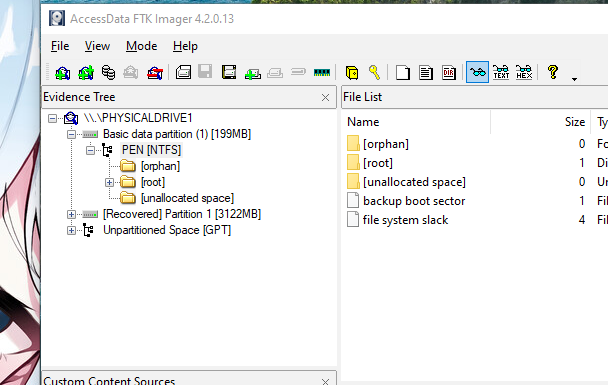 AccessData FTK Imager 4.2.0.13
File View Mode Help
DIR TEXT HEX ?
Evidence Tree
\\.\PHYSICALDRIVE1
Basic data partition (1) [199MB]
PEN [NTFS]
[orphan]
[root]
[unallocated space]
[Recovered] Partition 1 [3122MB]
Unpartitioned Space [GPT]
File List
Name Size Ty
[orphan] 0 Fo
[root] 1 Di
[unallocated space] 0 Un
backup boot sector 1 Fil
file system slack 4 Fil
Custom Content Sources